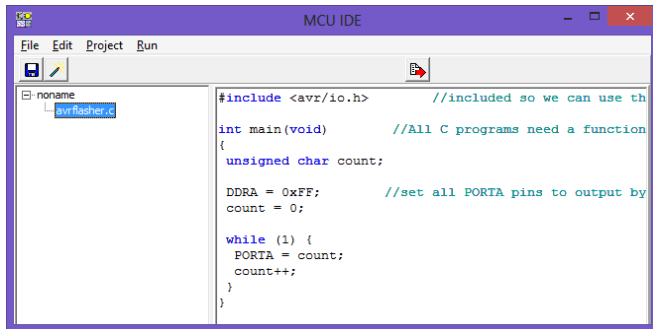 MCU IDE
File Edit Project Run
noname
avrflasher.c
#include <avr/io.h> //included so we can use th
int main(void) //All C programs need a function
{
unsigned char count;
DDRA = 0xFF; //set all PORTA pins to output by
count = 0;
while (1) {
PORTA = count;
count++;
}
}